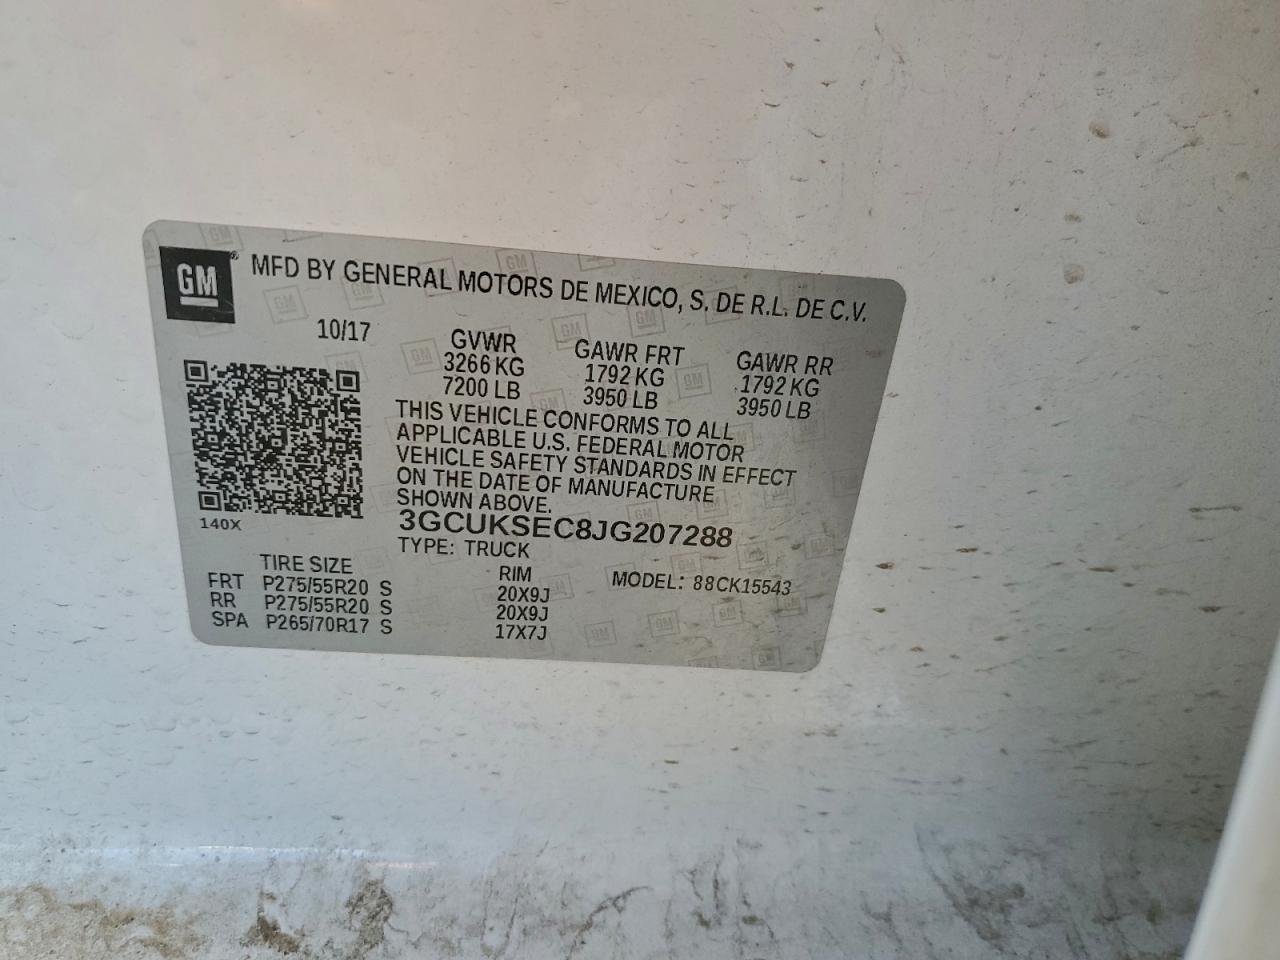 GM
MFD BY GENERAL MOTORS DE MEXICO, S. DE R.L. DE C.V.
10/17
GVWR GAWR FRT GAWR RR
3266 KG 1792 KG 1792 KG
7200 LB 3950 LB 3950 LB
THIS VEHICLE CONFORMS TO ALL
APPLICABLE U.S. FEDERAL MOTOR
VEHICLE SAFETY STANDARDS IN EFFECT
ON THE DATE OF MANUFACTURE
SHOWN ABOVE.
140X
3GCUKSEC8JG207288
TYPE: TRUCK
TIRE SIZE RIM MODEL: 88CK15543
FRT P275/55R20 S 20X9J
RR P275/55R20 S 20X9J
SPA P265/70R17 S 17X7J